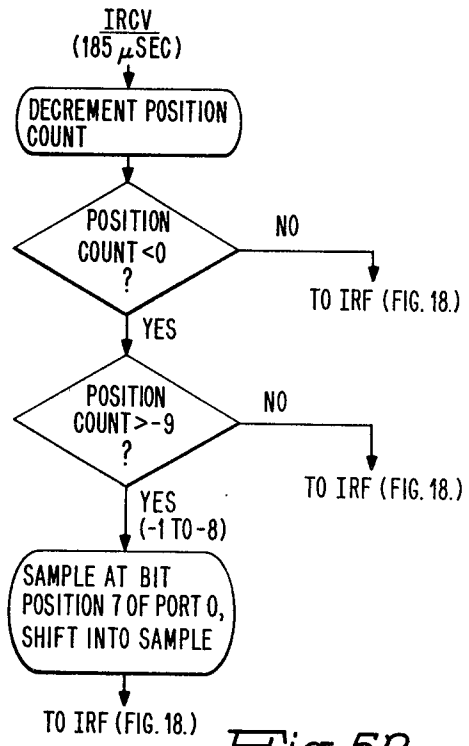 IRCV
(185 μSEC)
DECREMENT POSITION
COUNT
POSITION
COUNT<0
?
NO
TO IRF (FIG. 18.)
YES
POSITION
COUNT>-9
?
NO
TO IRF (FIG. 18.)
YES
(-1 TO -8)
SAMPLE AT BIT
POSITION 7 OF PORT 0,
SHIFT INTO SAMPLE
TO IRF (FIG. 18.)